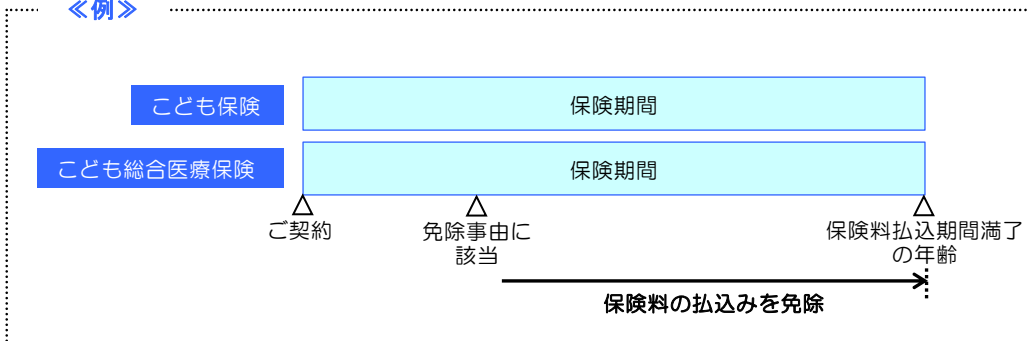 ≪例≫
こども保険
保険期間
こども総合医療保険
保険期間
ご契約
免除事由に
該当
保険料払込期間満了
の年齢
保険料の払込みを免除